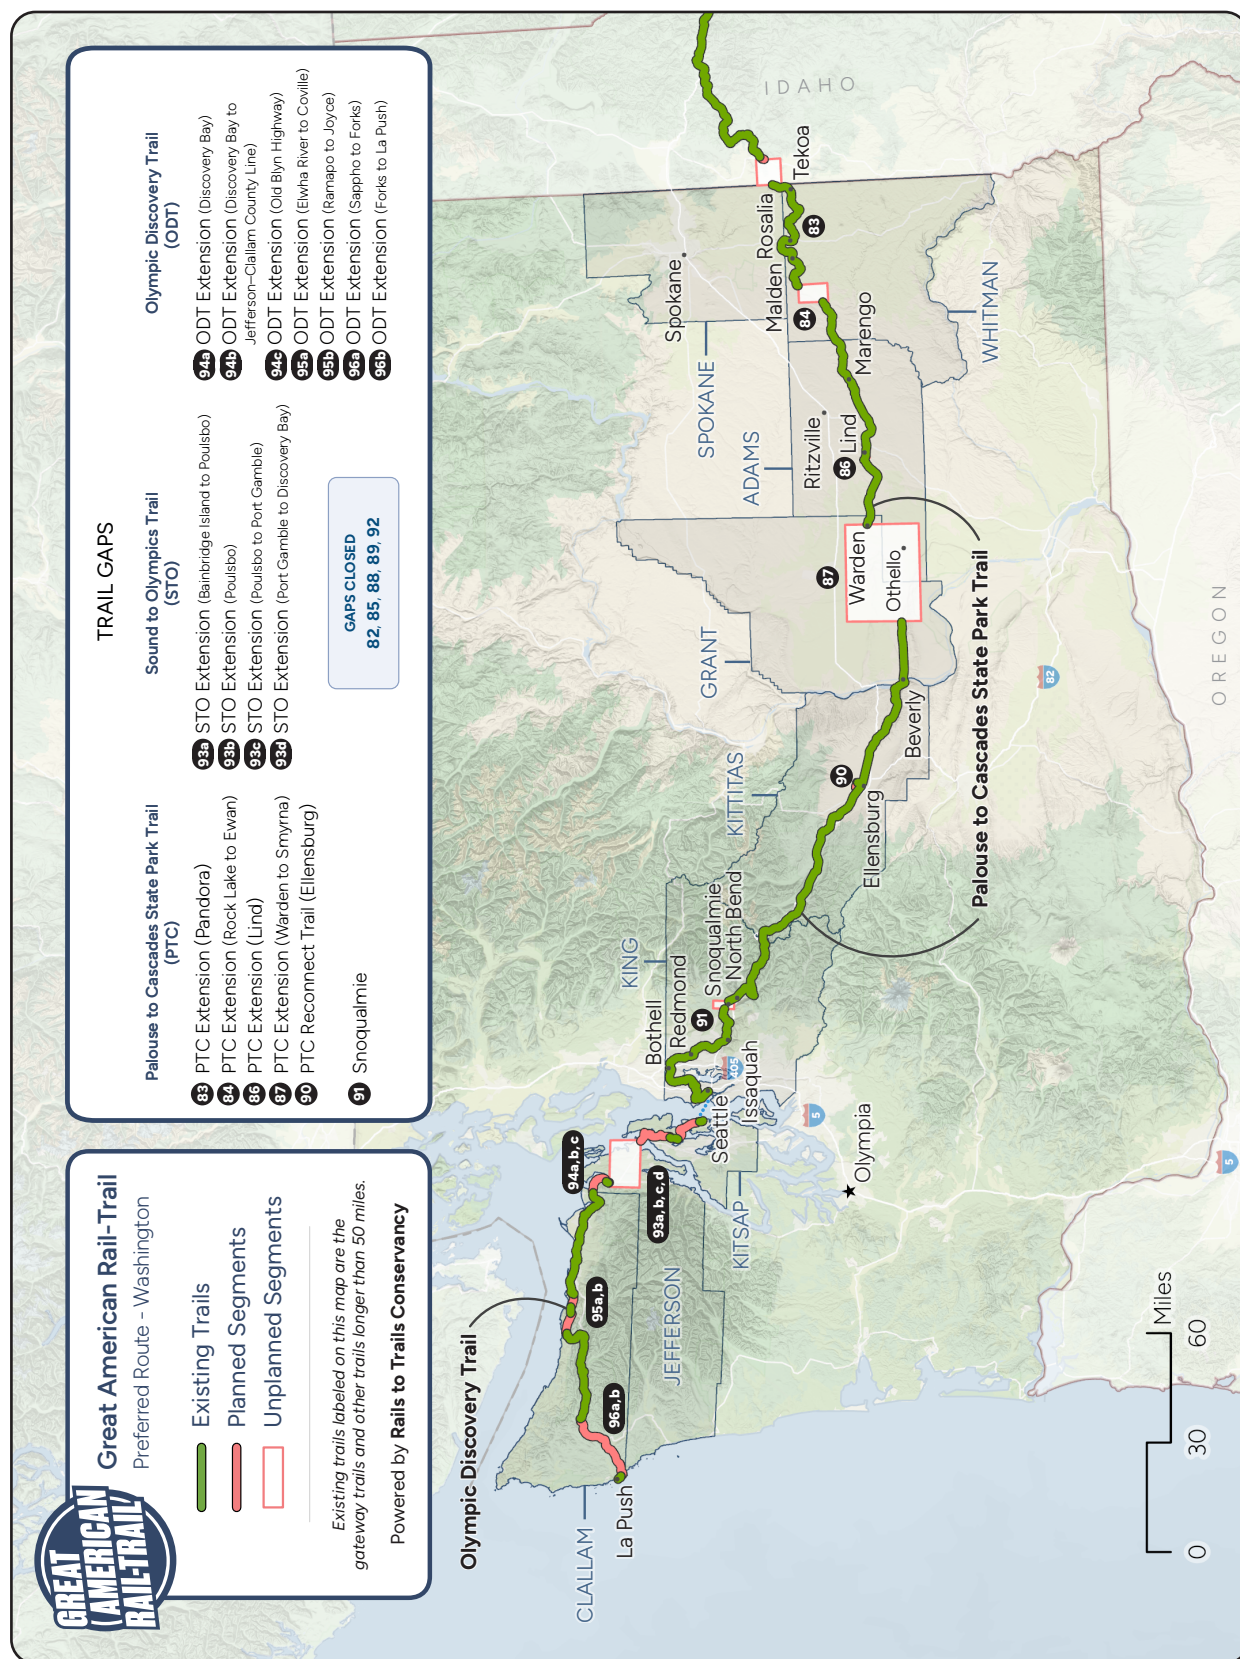 GREAT
AMERICAN
RAIL-TRAIL
Great American Rail-Trail
Preferred Route - Washington
Existing Trails
Planned Segments
Unplanned Segments
Existing trails labeled on this map are the
gateway trails and other trails longer than 50 miles.
Powered by Rails to Trails Conservancy
TRAIL GAPS
Palouse to Cascades State Park Trail
(PTC)
83 PTC Extension (Pandora)
84 PTC Extension (Rock Lake to Ewan)
86 PTC Extension (Lind)
87 PTC Extension (Warden to Smyrna)
90 PTC Reconnect Trail (Ellensburg)
91 Snoqualmie
Sound to Olympics Trail
(STO)
93a STO Extension (Bainbridge Island to Poulsbo)
93b STO Extension (Poulsbo)
93c STO Extension (Poulsbo to Port Gamble)
93d STO Extension (Port Gamble to Discovery Bay)
GAPS CLOSED
82, 85, 88, 89, 92
Olympic Discovery Trail
(ODT)
94a ODT Extension (Discovery Bay)
94b ODT Extension (Discovery Bay to
Jefferson–Clallam County Line)
94c ODT Extension (Old Blyn Highway)
95a ODT Extension (Elwha River to Coville)
95b ODT Extension (Ramapo to Joyce)
96a ODT Extension (Sappho to Forks)
96b ODT Extension (Forks to La Push)
Olympic Discovery Trail
CLALLAM
La Push
96a,b
95a,b
JEFFERSON
94a,b,c
93a,b,c,d
KITSAP
Seattle
Issaquah
405
5
Olympia
Bothell
Redmond
91
KING
Snoqualmie
North Bend
KITTITAS
90
Ellensburg
Beverly
GRANT
87
Warden
Othello
Palouse to Cascades State Park Trail
82
ADAMS
Ritzville
86
Lind
SPOKANE
Spokane
Marengo
84
Malden
Rosalia
83
Tekoa
WHITMAN
IDAHO
OREGON
5
0
30
60
Miles